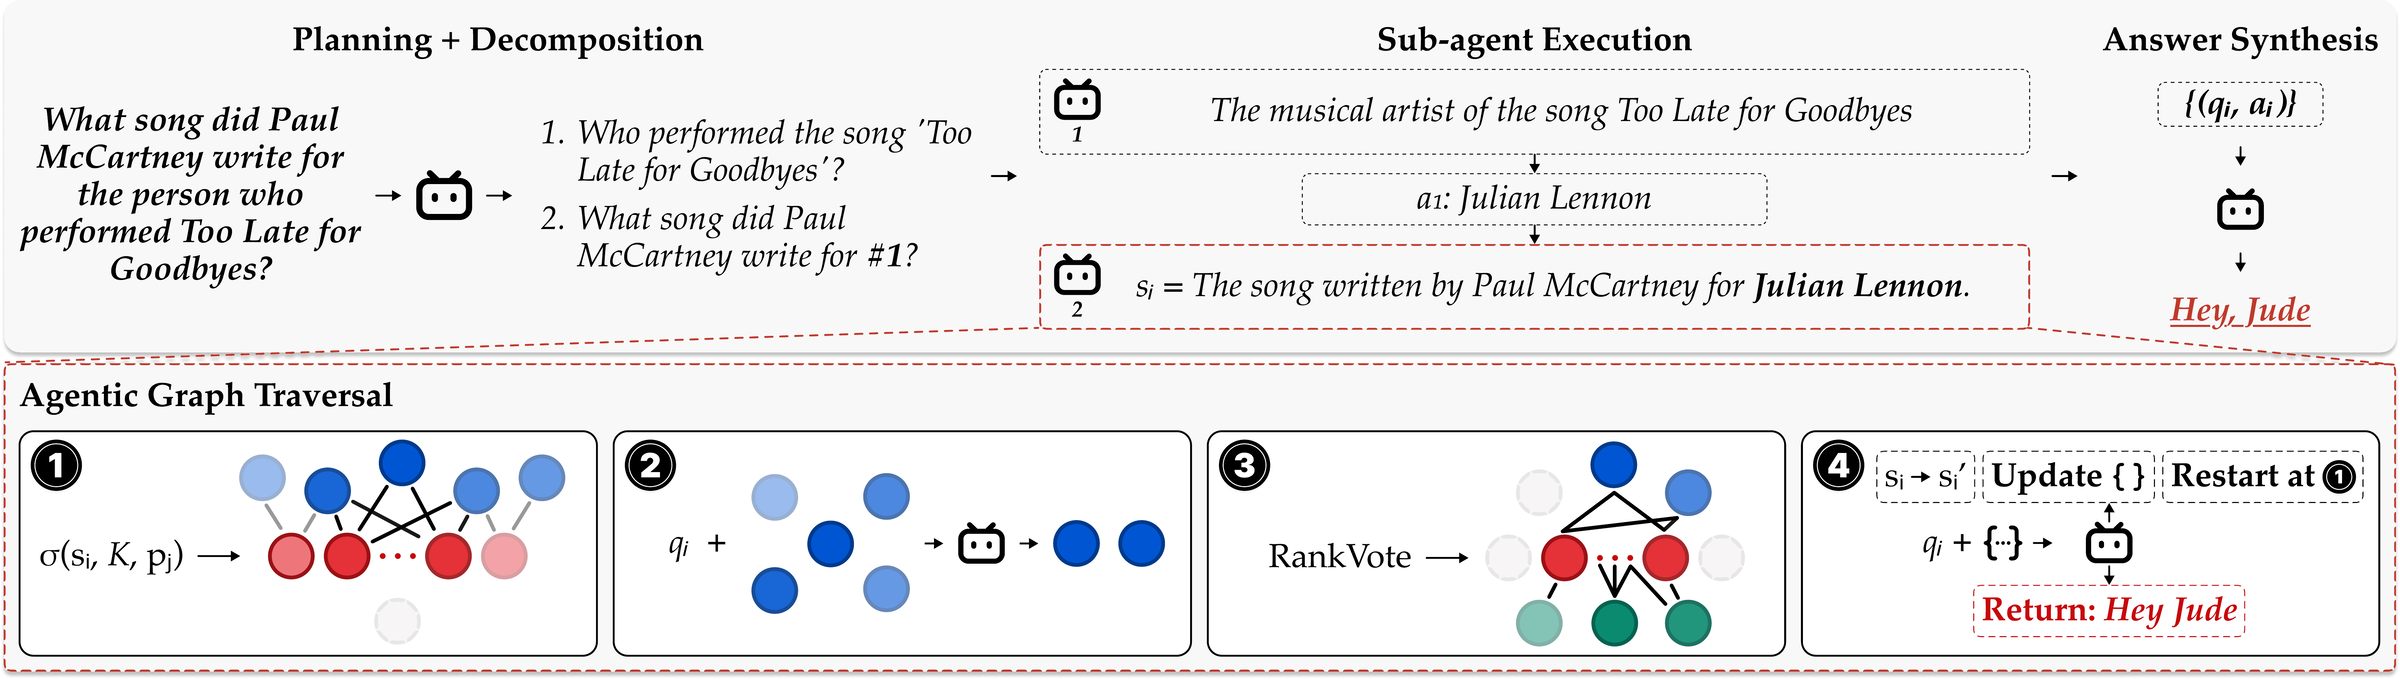 Planning + Decomposition
What song did Paul
McCartney write for
the person who
performed Too Late for
Goodbyes?
1. Who performed the song 'Too
Late for Goodbyes'?
2. What song did Paul
McCartney write for #1?
Sub-agent Execution
1
The musical artist of the song Too Late for Goodbyes
a₁: Julian Lennon
2
sᵢ = The song written by Paul McCartney for Julian Lennon.
Answer Synthesis
{(qᵢ, aᵢ)}
Hey, Jude
Agentic Graph Traversal
1
σ(sᵢ, K, pⱼ)
2
qᵢ +
3
RankVote
4
sᵢ → sᵢ′
Update { }
Restart at 1
qᵢ + {···}
Return: Hey Jude